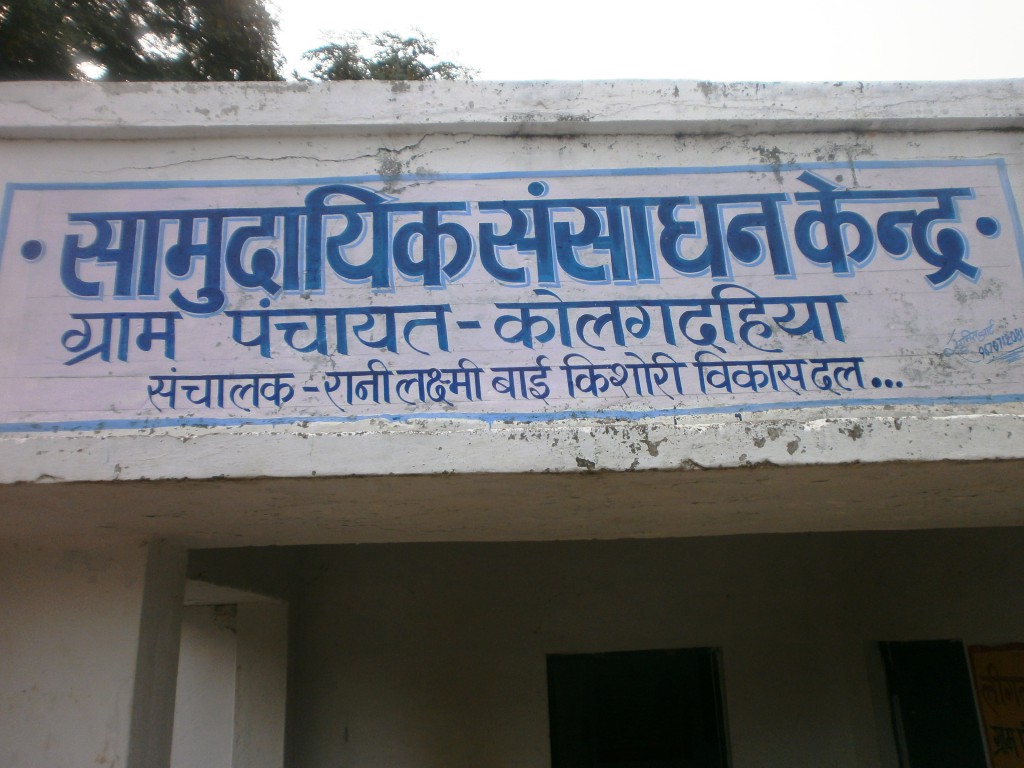 • सामुदायिक संसाधन केन्द्र •
ग्राम पंचायत - कोलगदहिया
संचालक - रानी लक्ष्मी बाई किशोरी विकास दल...
ग्राम